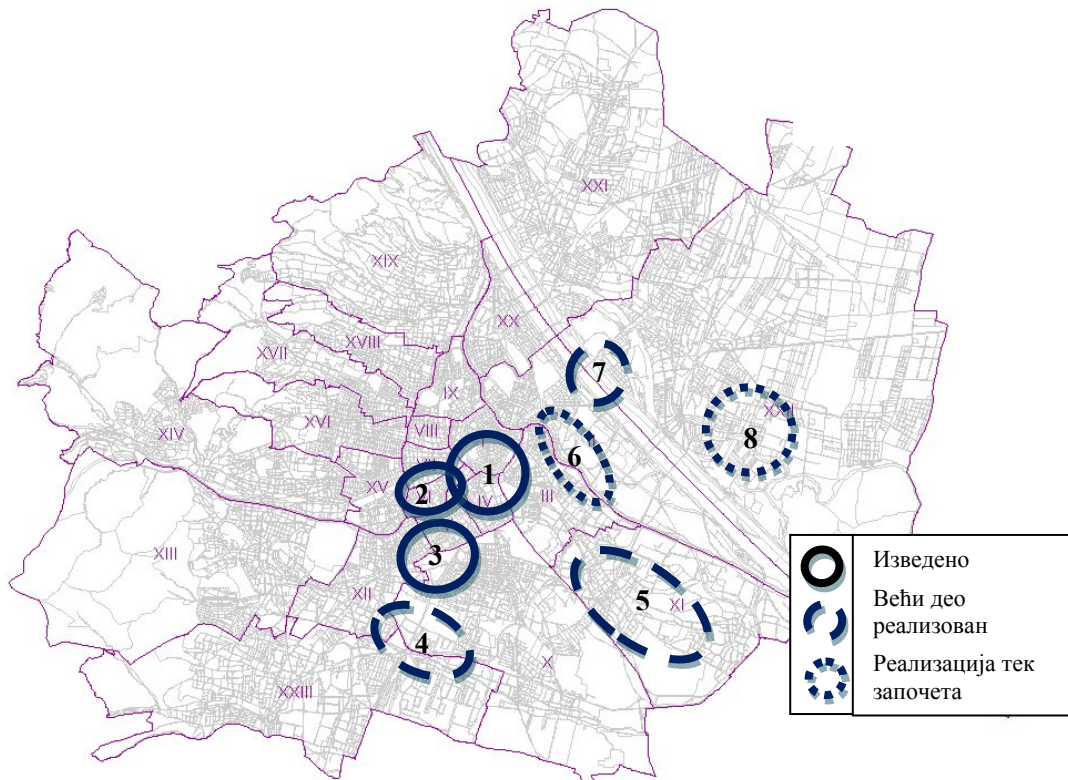 XXI
XIX
XX
XVIII
XVII
IX
7
XVI
VIII
XX
XIV
6
8
1
XV
2
IV
III
XIII
3
Изведено
XII
5
XI
Већи део
реализован
4
X
Реализација тек
започета
XXIII